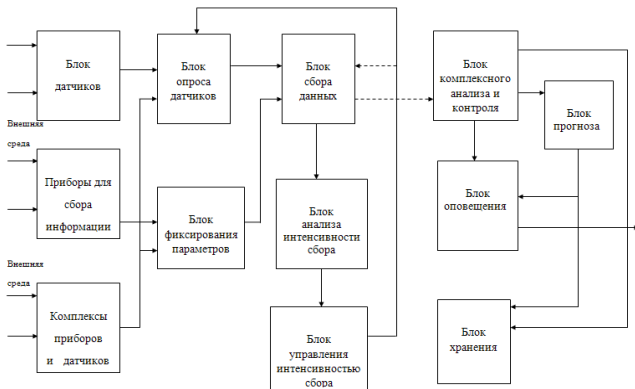 Блок
датчиков
Блок
опроса
датчиков
Блок
сбора
данных
Блок
комплексного
анализа и
контроля
Блок
прогноза
Внешняя
среда
Приборы для
сбора
информации
Блок
фиксирования
параметров
Блок
анализа
интенсивности
сбора
Блок
оповещения
Внешняя
среда
Комплексы
приборов
и датчиков
Блок
управления
интенсивностью
сбора
Блок
хранения